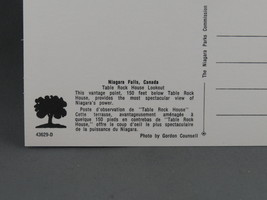 Niagara Falls, Canada
Table Rock House Lookout
This vantage point, 150 feet below Table Rock
House, provides the most spectacular view of
Niagara's power.
Poste d'observation de "Table Rock House"
Cette terrasse, avantageusement aménagée à
quelque 150 pieds en contrebas de "Table Rock
House," offre le coup d'oeil le plus spectaculaire
de la puissance du Niagara.
Photo by Gordon Counsell
43029-D
The Niagara Parks Commission